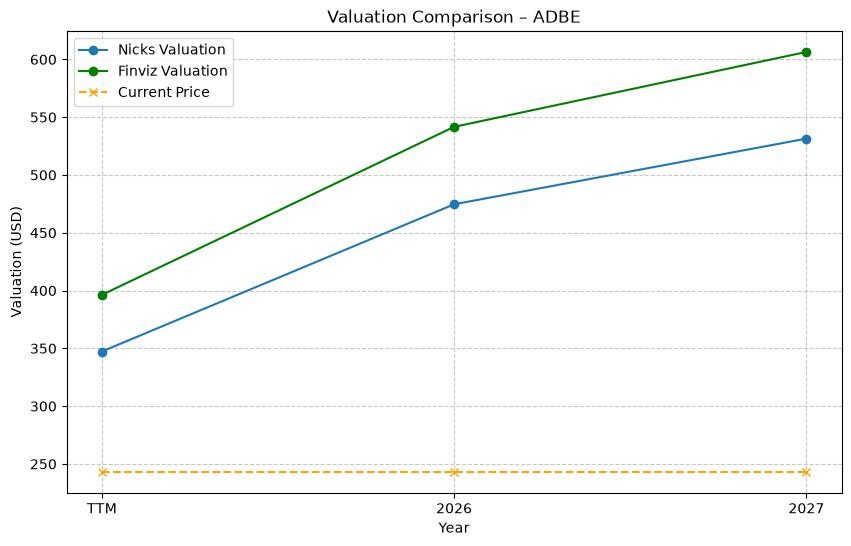 Valuation Comparison – ADBE
Nicks Valuation
Finviz Valuation
Current Price
Valuation (USD)
600
550
500
450
400
350
300
250
TTM
2026
2027
Year